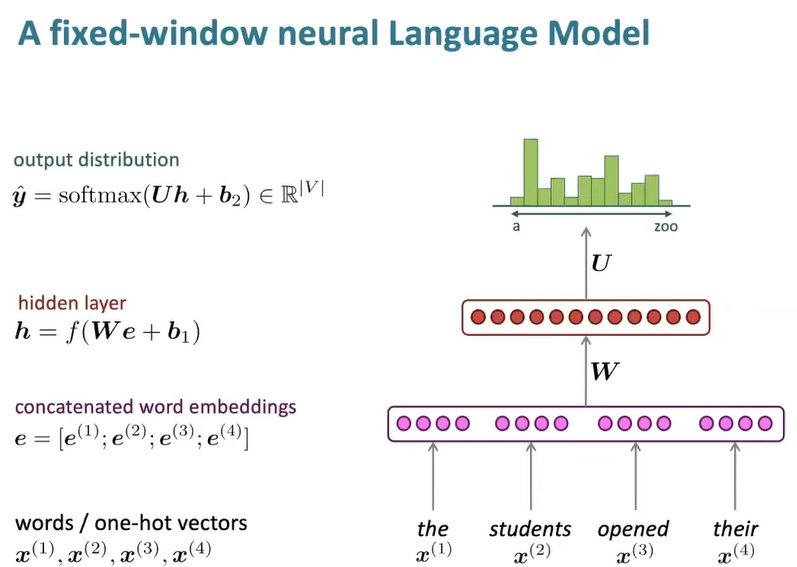 A fixed-window neural Language Model
output distribution
ŷ = softmax(Uh + b₂) ∈ ℝ^|V|
a zoo
U
hidden layer
h = f(We + b₁)
W
concatenated word embeddings
e = [e⁽¹⁾; e⁽²⁾; e⁽³⁾; e⁽⁴⁾]
words / one-hot vectors
x⁽¹⁾, x⁽²⁾, x⁽³⁾, x⁽⁴⁾
the students opened their
x⁽¹⁾ x⁽²⁾ x⁽³⁾ x⁽⁴⁾